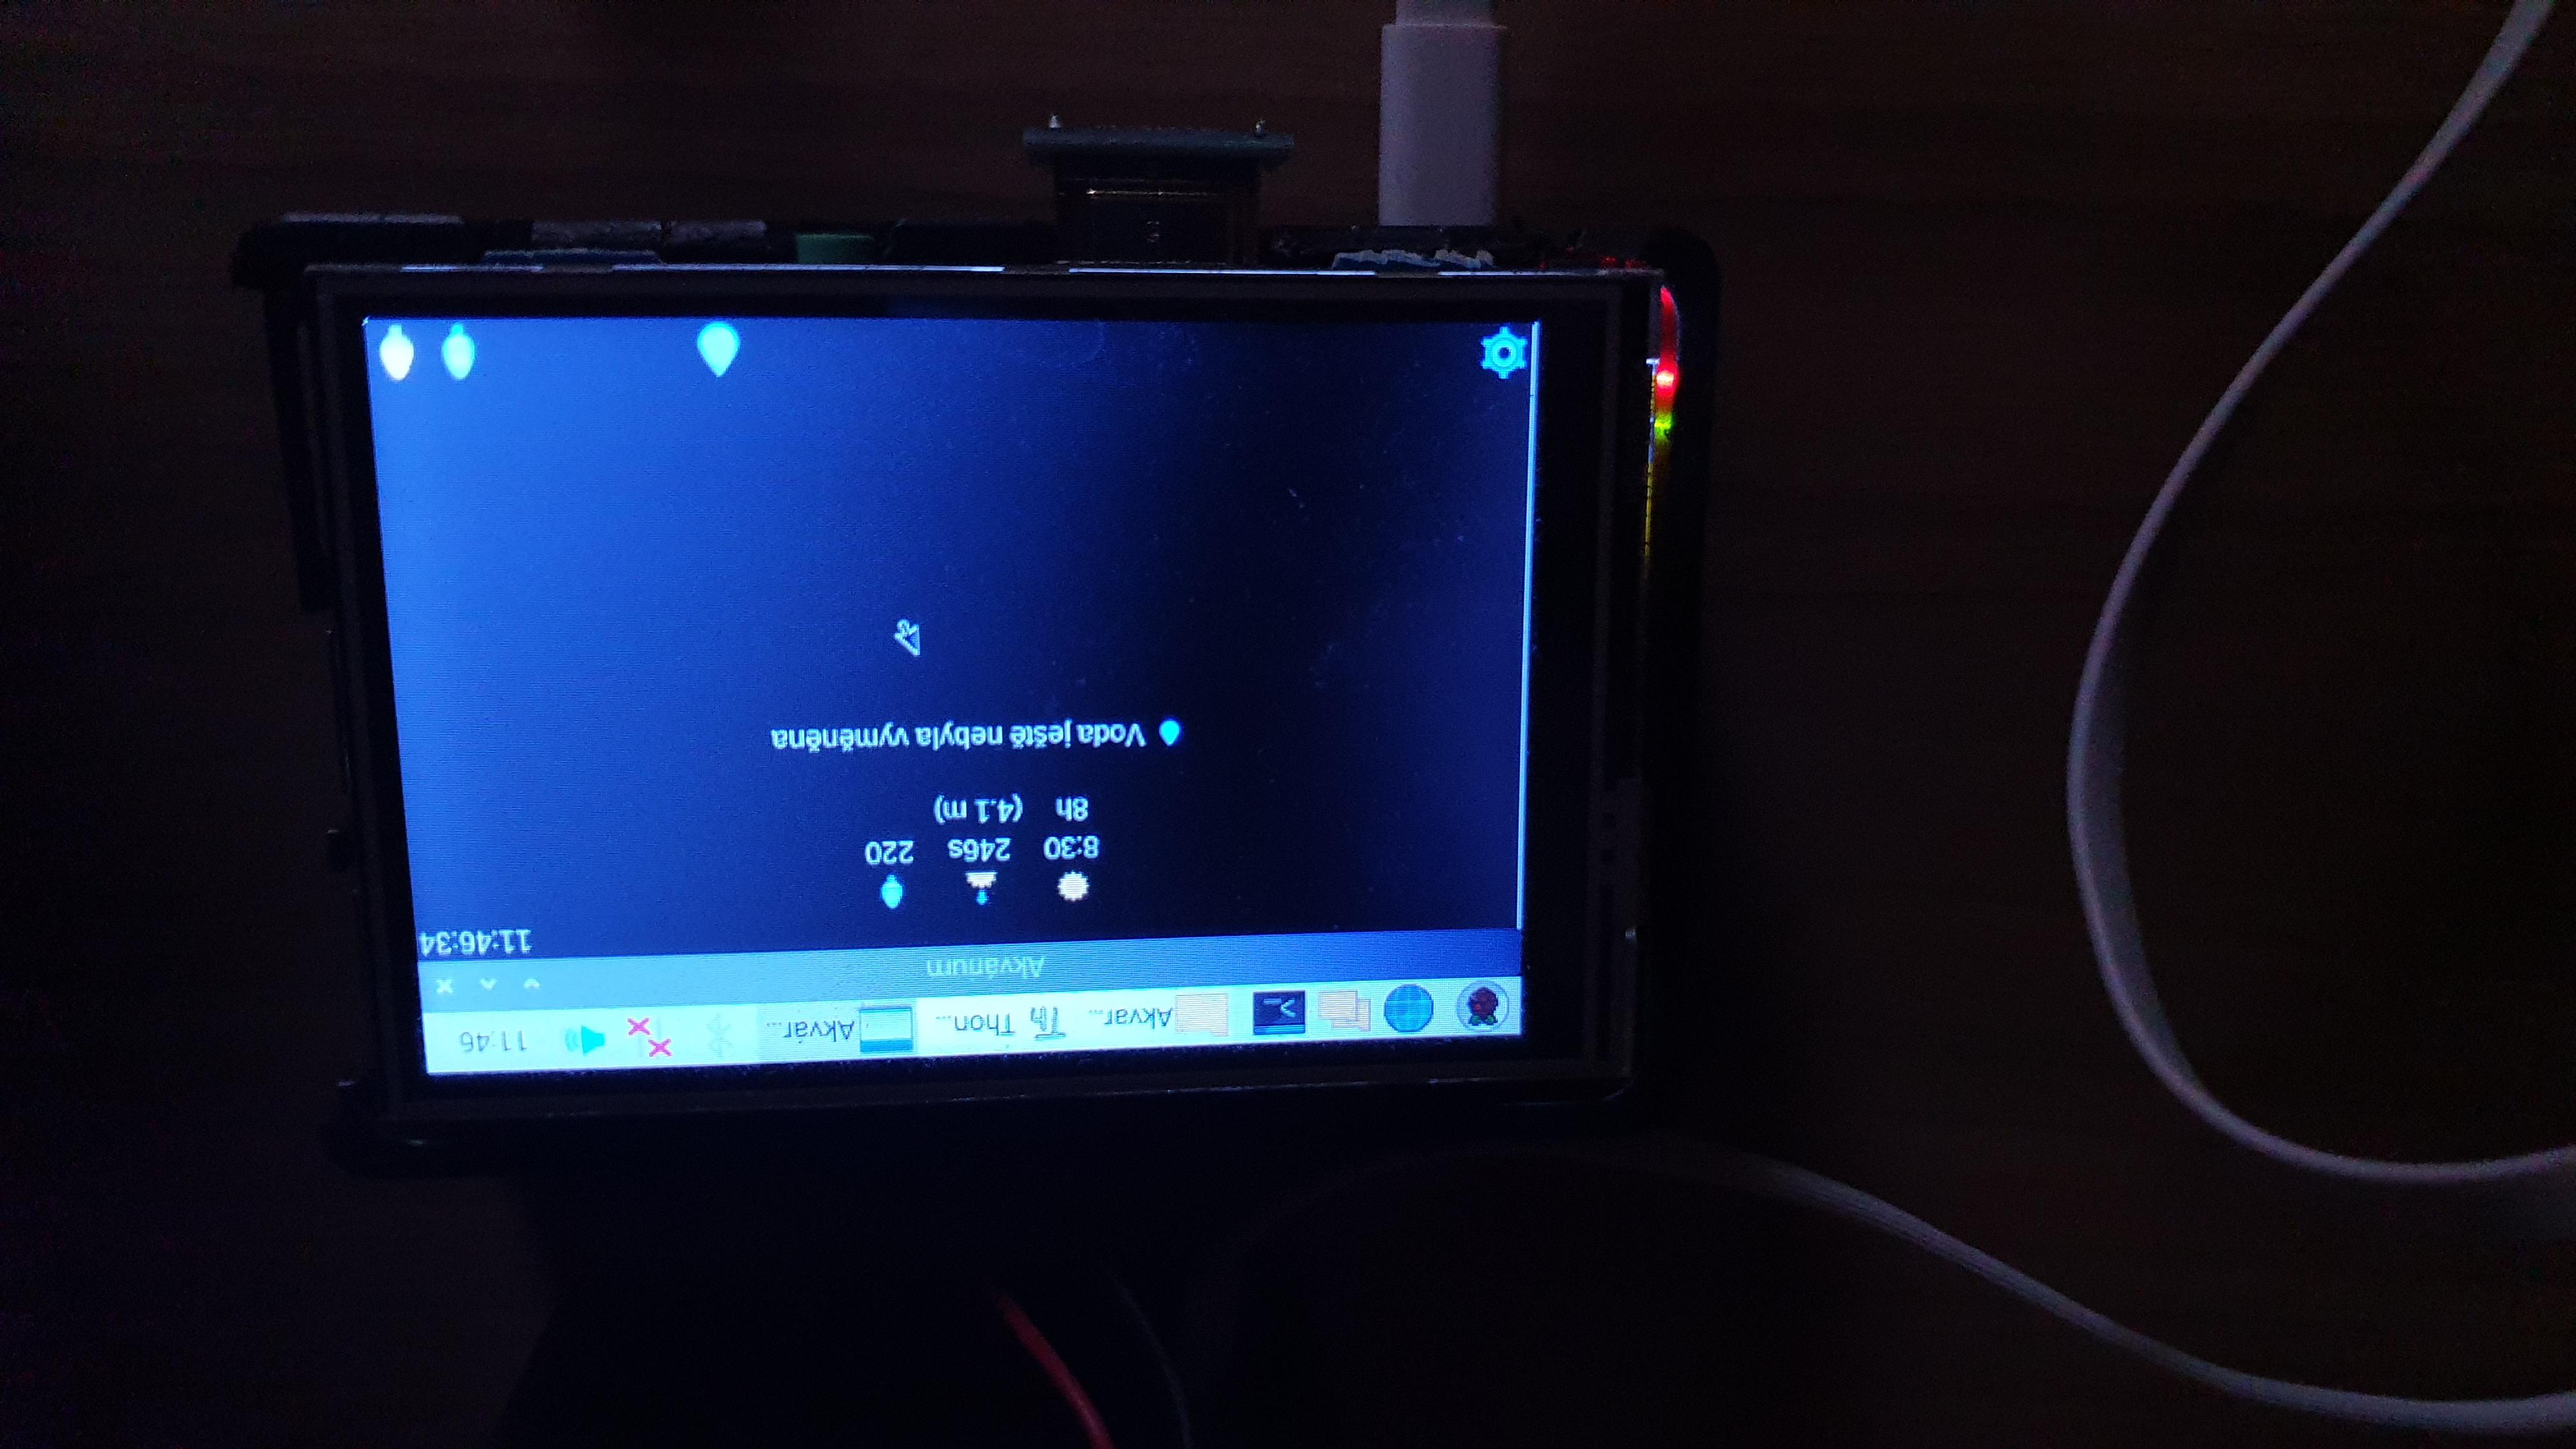 >_ Akvar... Th Thon... Akvár... 11:46
Akvárium
11:46:34
8:30 246s 220
8h (4.1 m)
Voda ještě nebyla vyměněna